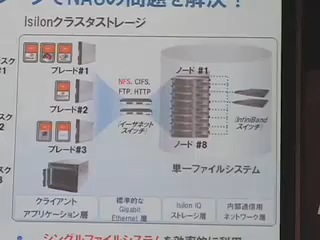 でNASの問題を解決！
Isilonクラスタストレージ
スク
#1
ブレード#1
ブレード#2
ブレード#3
NFS, CIFS,
FTP, HTTP
(イーサネット
スイッチ)
ノード #1
ノード #8
(InfiniBand
スイッチ)
単一ファイルシステム
クライアント
アプリケーション層
標準的な
Gigabit
Ethernet 層
Isilon IQ
ストレージ層
内部通信用
ネットワーク層
シングルファイルシステムを効率的に利用